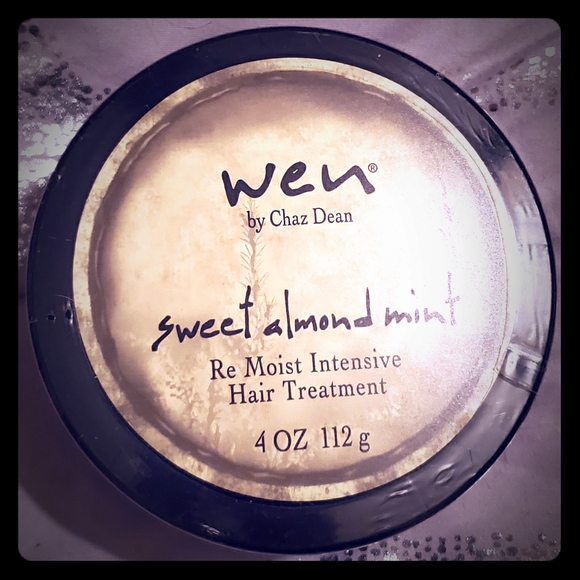 wen®
by Chaz Dean
sweet almond mint
Re Moist Intensive
Hair Treatment
4 OZ 112 g